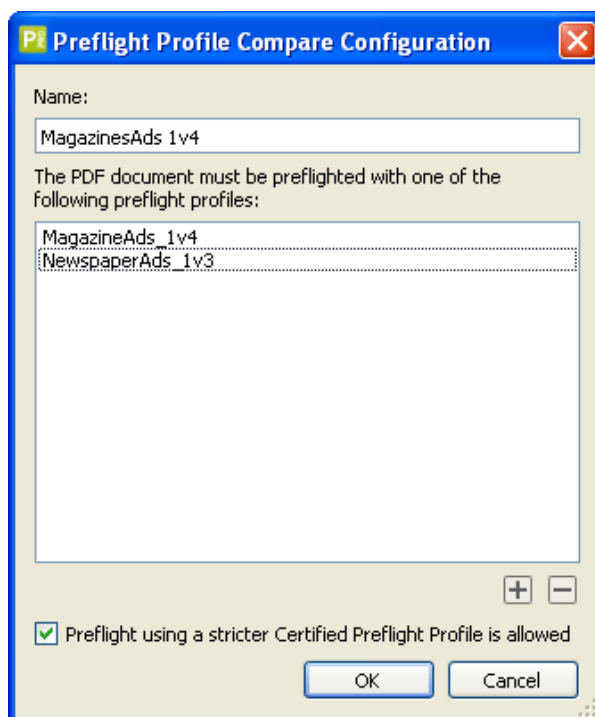 Preflight Profile Compare Configuration
Name:
MagazinesAds 1v4
The PDF document must be preflighted with one of the
following preflight profiles:
MagazineAds_1v4
NewspaperAds_1v3
Preflight using a stricter Certified Preflight Profile is allowed
OK
Cancel